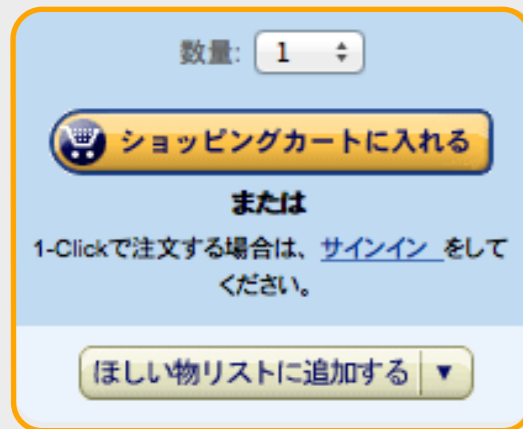 数量: 1
ショッピングカートに入れる
または
1-Clickで注文する場合は、サインイン をして
ください。
ほしい物リストに追加する